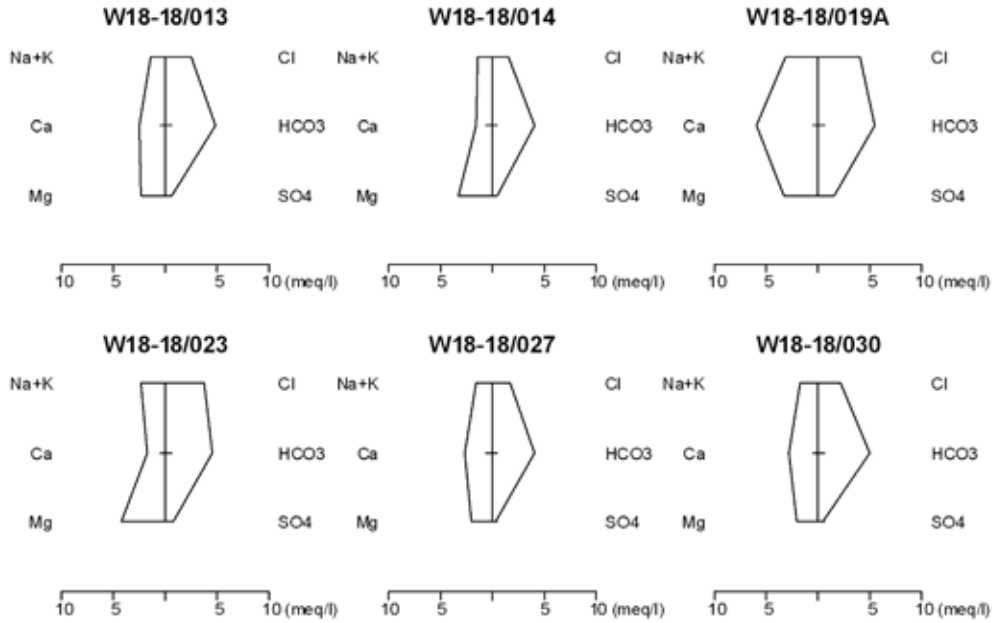 W18-18/013 W18-18/014 W18-18/019A
Na+K Cl Na+K Cl Na+K Cl
Ca HCO3 Ca HCO3 Ca HCO3
Mg SO4 Mg SO4 Mg SO4
10 5 5 10 (meq/l) 10 5 5 10 (meq/l) 10 5 5 10 (meq/l)
W18-18/023 W18-18/027 W18-18/030
Na+K Cl Na+K Cl Na+K Cl
Ca HCO3 Ca HCO3 Ca HCO3
Mg SO4 Mg SO4 Mg SO4
10 5 5 10 (meq/l) 10 5 5 10 (meq/l) 10 5 5 10 (meq/l)